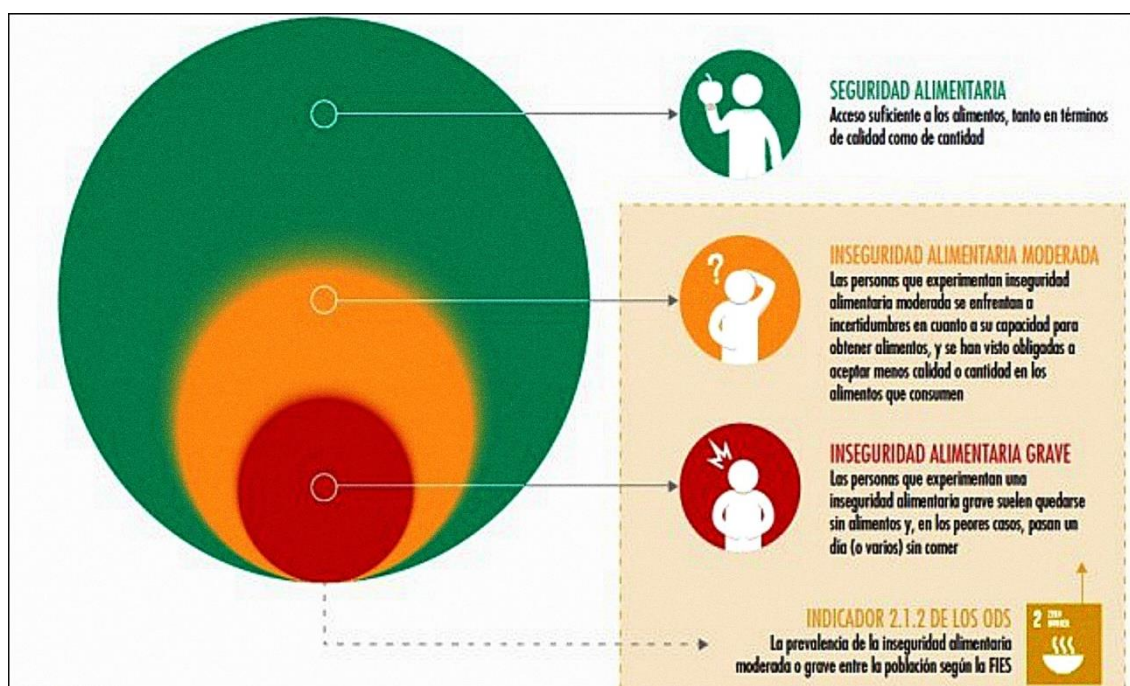 SEGURIDAD ALIMENTARIA
Acceso suficiente a los alimentos, tanto en términos
de calidad como de cantidad
?
INSEGURIDAD ALIMENTARIA MODERADA
Las personas que experimentan inseguridad
alimentaria moderada se enfrentan a
incertidumbres en cuanto a su capacidad para
obtener alimentos, y se han visto obligadas a
aceptar menos calidad o cantidad en los
alimentos que consumen
INSEGURIDAD ALIMENTARIA GRAVE
Las personas que experimentan una
inseguridad alimentaria grave suelen quedarse
sin alimentos y, en los peores casos, pasan un
día (o varios) sin comer
INDICADOR 2.1.2 DE LOS ODS
La prevalencia de la inseguridad alimentaria
moderada o grave entre la población según la FIES
2 ZERO
HUNGER